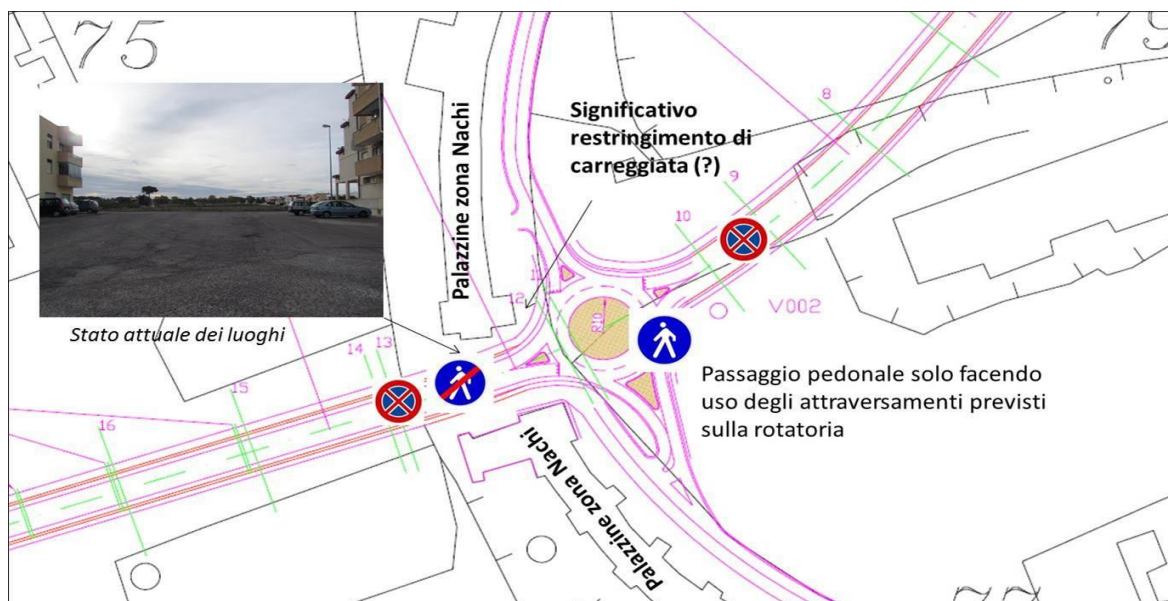 75
79
Palazzine zona Nachi
Significativo
restringimento di
carreggiata (?)
8
9
10
11
12
R10
V002
Stato attuale dei luoghi
14
13
15
16
Passaggio pedonale solo facendo
uso degli attraversamenti previsti
sulla rotatoria
Palazzine zona Nachi